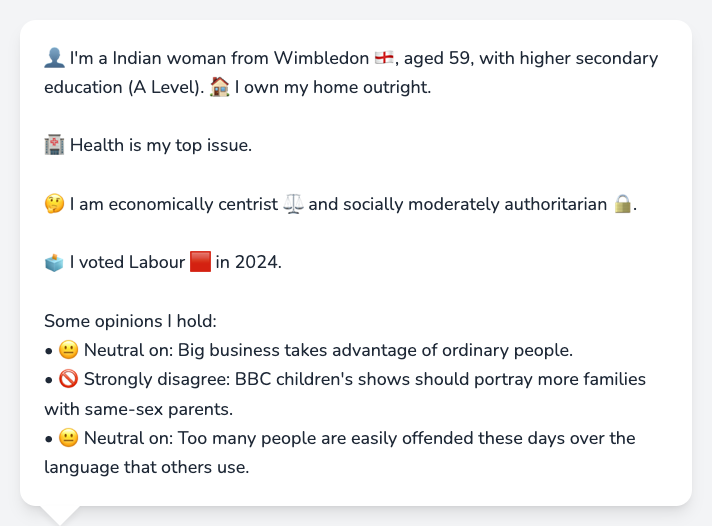 👤 I'm a Indian woman from Wimbledon 🏴󠁧󠁢󠁥󠁮󠁧󠁿, aged 59, with higher secondary
education (A Level). 🏠 I own my home outright.
🏥 Health is my top issue.
🤔 I am economically centrist ⚖️ and socially moderately authoritarian 🔒.
🗳️ I voted Labour 🟥 in 2024.
Some opinions I hold:
• 😐 Neutral on: Big business takes advantage of ordinary people.
• 🚫 Strongly disagree: BBC children's shows should portray more families
with same-sex parents.
• 😐 Neutral on: Too many people are easily offended these days over the
language that others use.